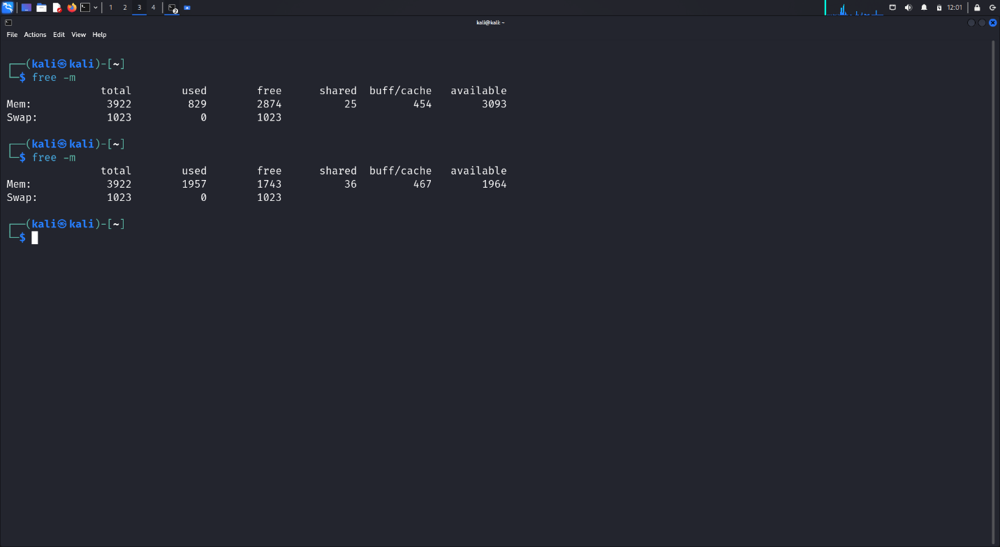 1 2 3 4 2 12:01
kali@kali: ~
File Actions Edit View Help
┌──(kali㉿kali)-[~]
└─$ free -m
total used free shared buff/cache available
Mem: 3922 829 2874 25 454 3093
Swap: 1023 0 1023
┌──(kali㉿kali)-[~]
└─$ free -m
total used free shared buff/cache available
Mem: 3922 1957 1743 36 467 1964
Swap: 1023 0 1023
┌──(kali㉿kali)-[~]
└─$